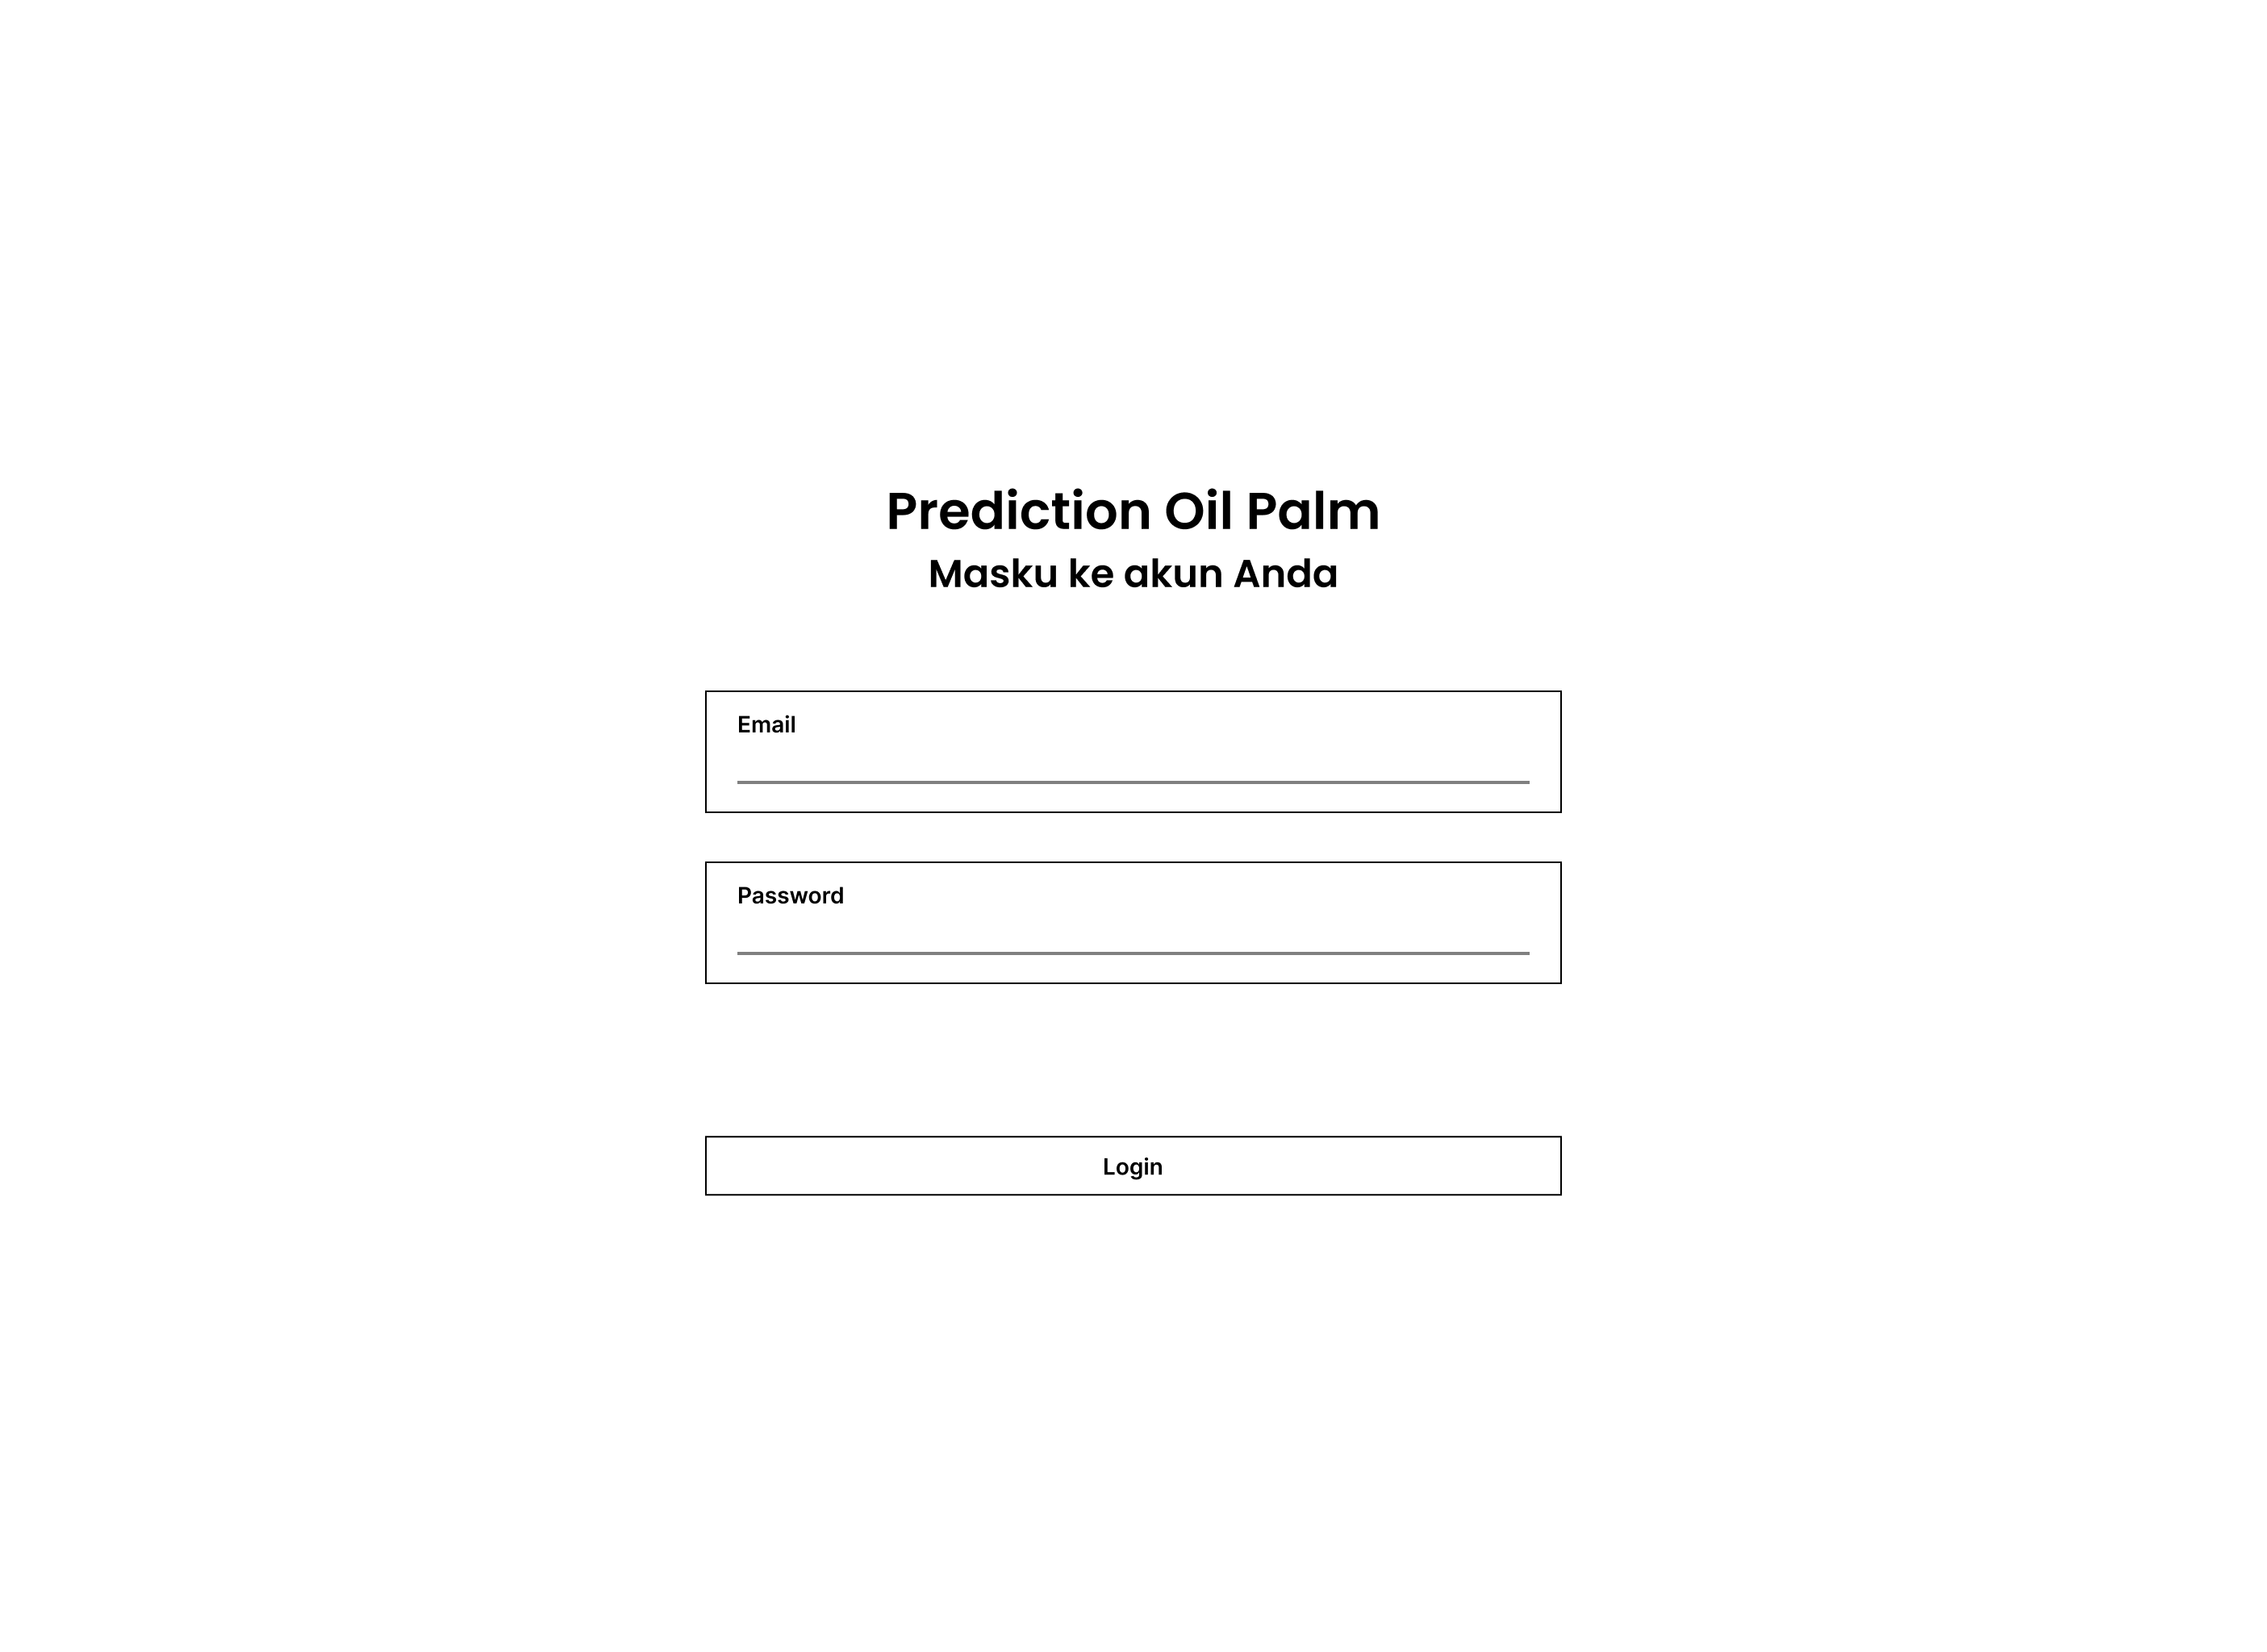 Prediction Oil Palm
Masku ke akun Anda
Email
Password
Login